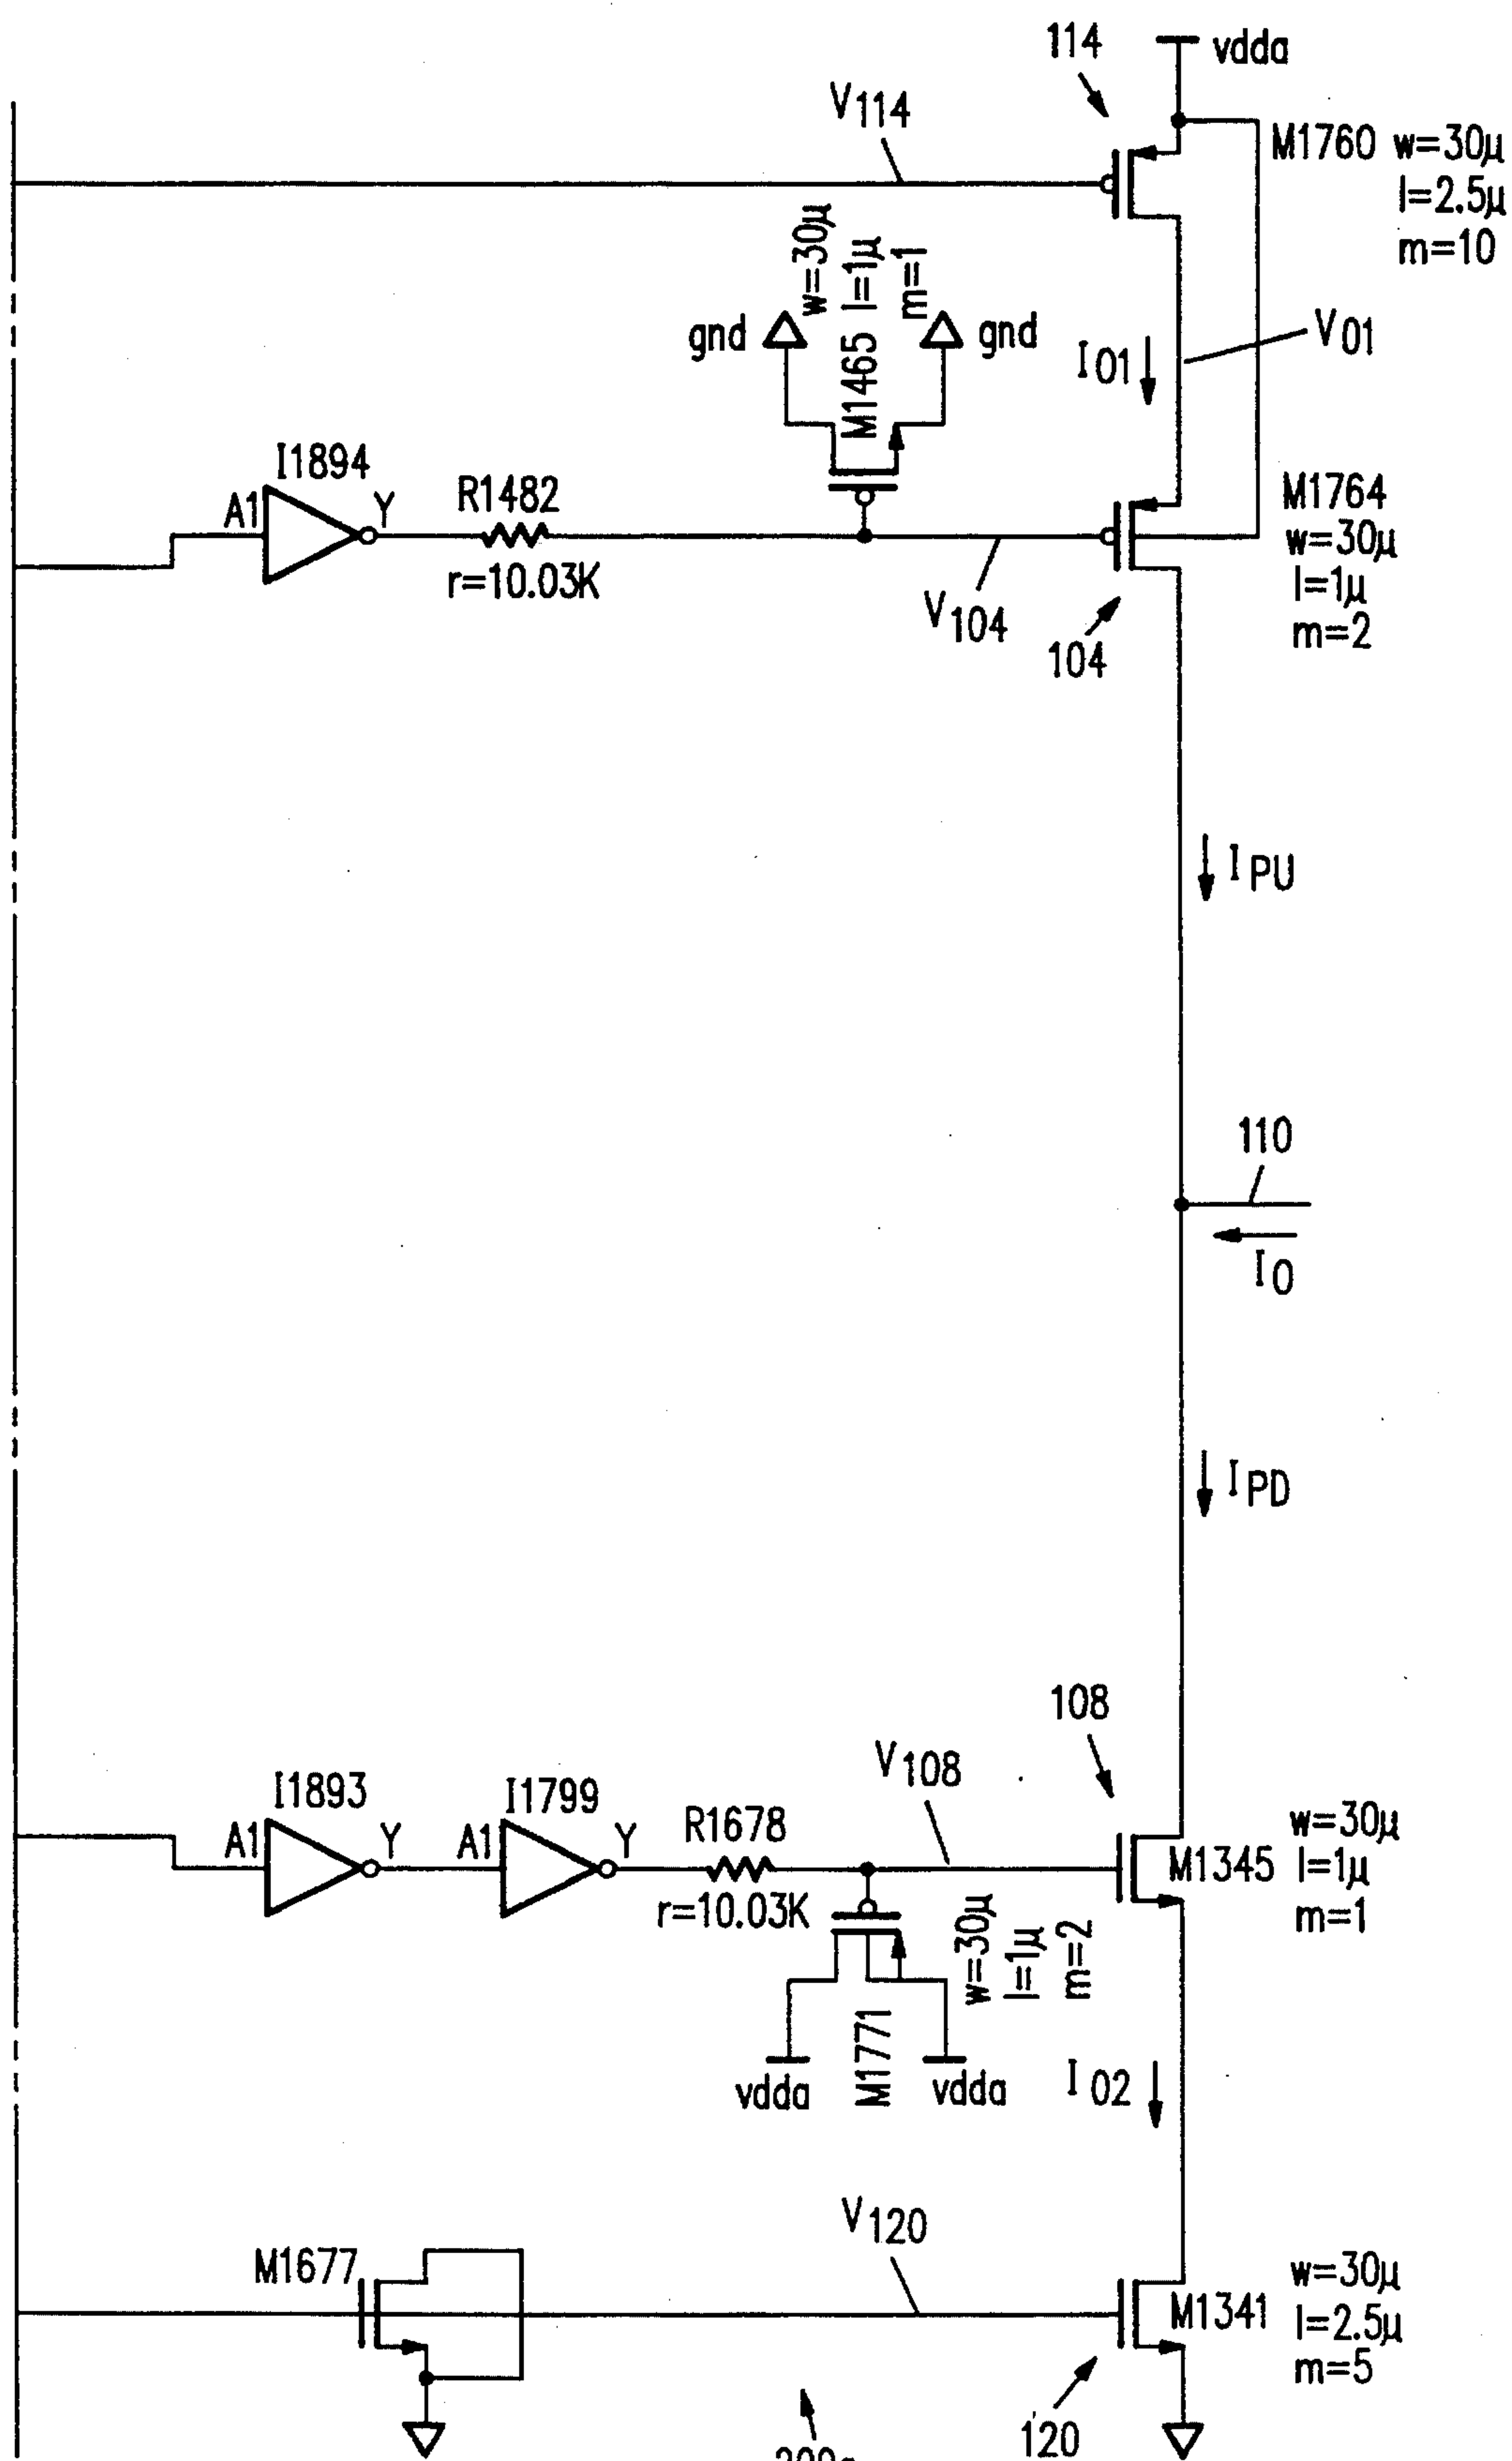 114
vdda
V114
M1760 w=30μ
l=2.5μ
m=10
w=30μ
M1465 l=1μ
m=1
gnd
gnd
I01
V01
I1894
A1
Y
R1482
r=10.03K
M1764
w=30μ
l=1μ
m=2
V104
104
IPU
110
IO
IPD
108
V108
I1893
A1
Y
I1799
A1
Y
R1678
r=10.03K
M1345
w=30μ
l=1μ
m=1
w=30μ
l=1μ
m=2
M1771
vdda
vdda
I02
V120
M1677
M1341
w=30μ
l=2.5μ
m=5
120